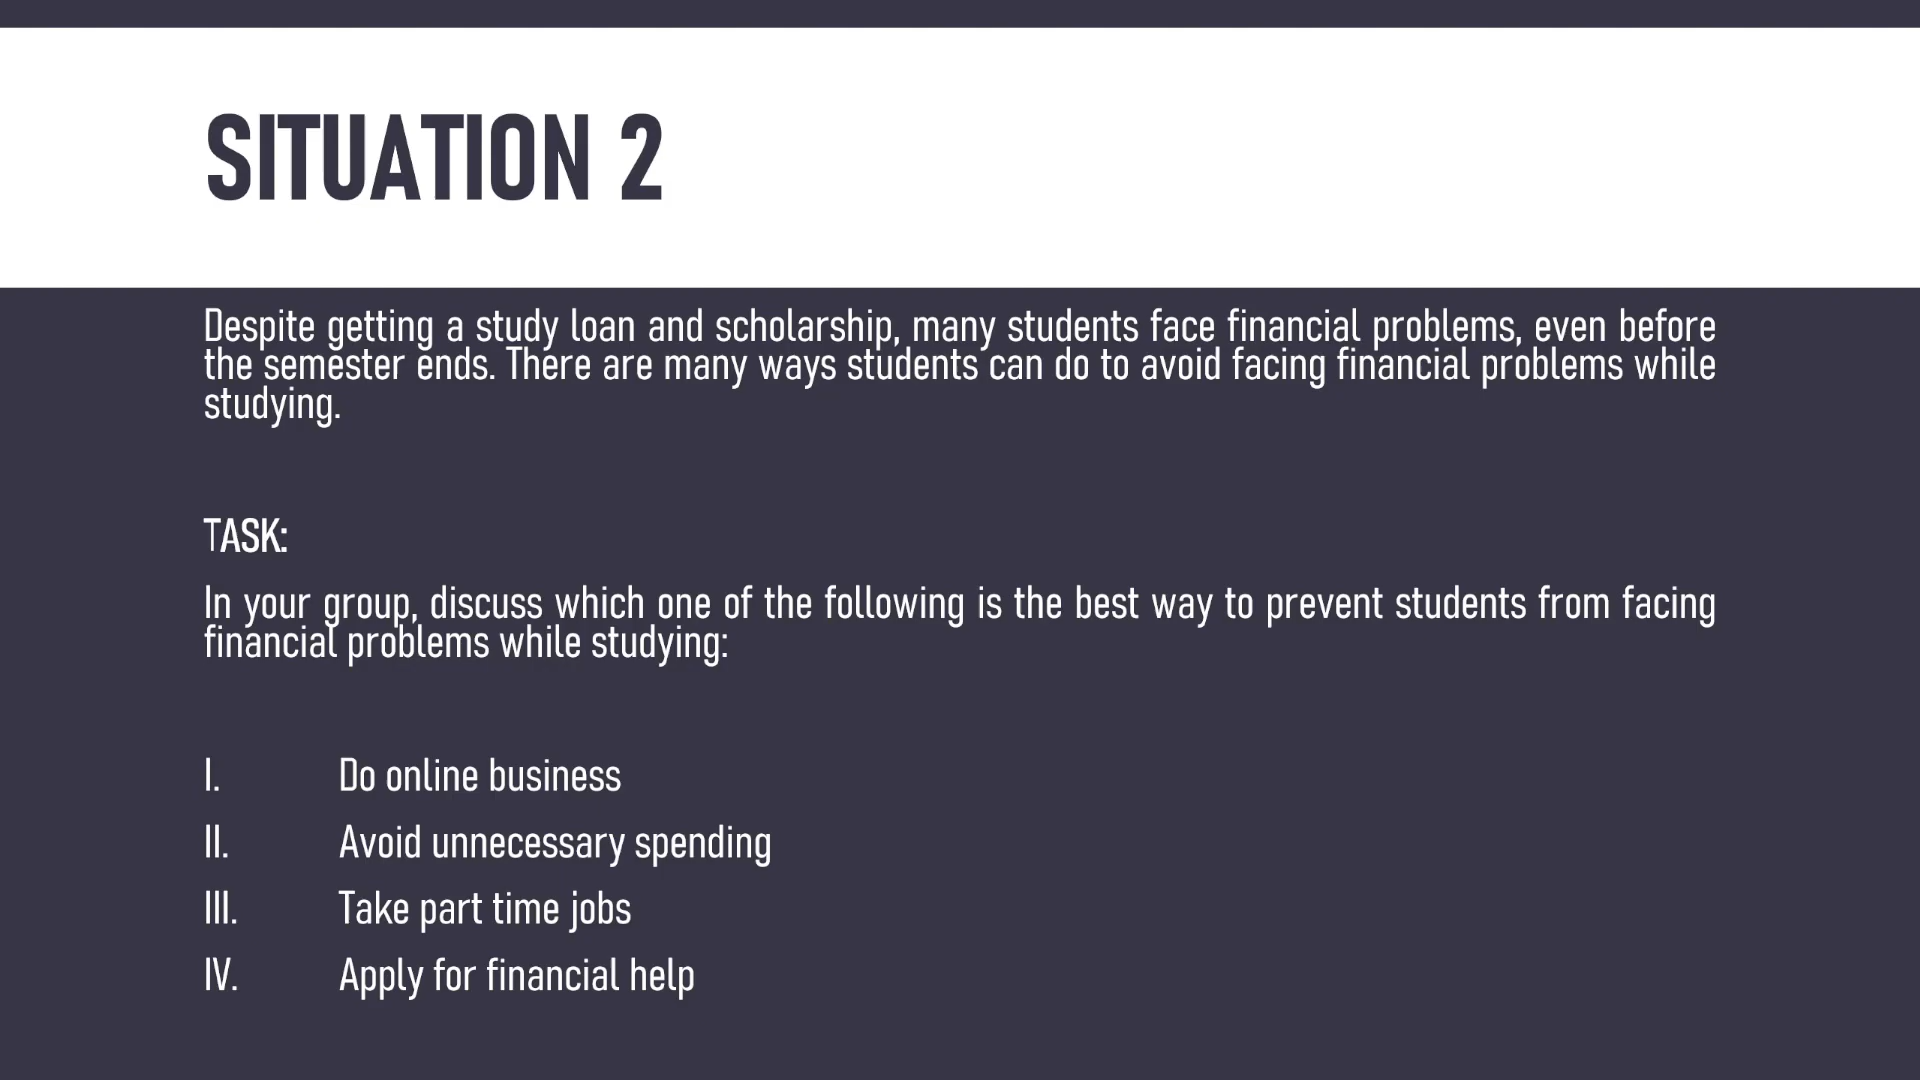 SITUATION 2
Despite getting a study loan and scholarship, many students face financial problems, even before
the semester ends. There are many ways students can do to avoid facing financial problems while
studying.
TASK:
In your group, discuss which one of the following is the best way to prevent students from facing
financial problems while studying:
I. Do online business
II. Avoid unnecessary spending
III. Take part time jobs
IV. Apply for financial help